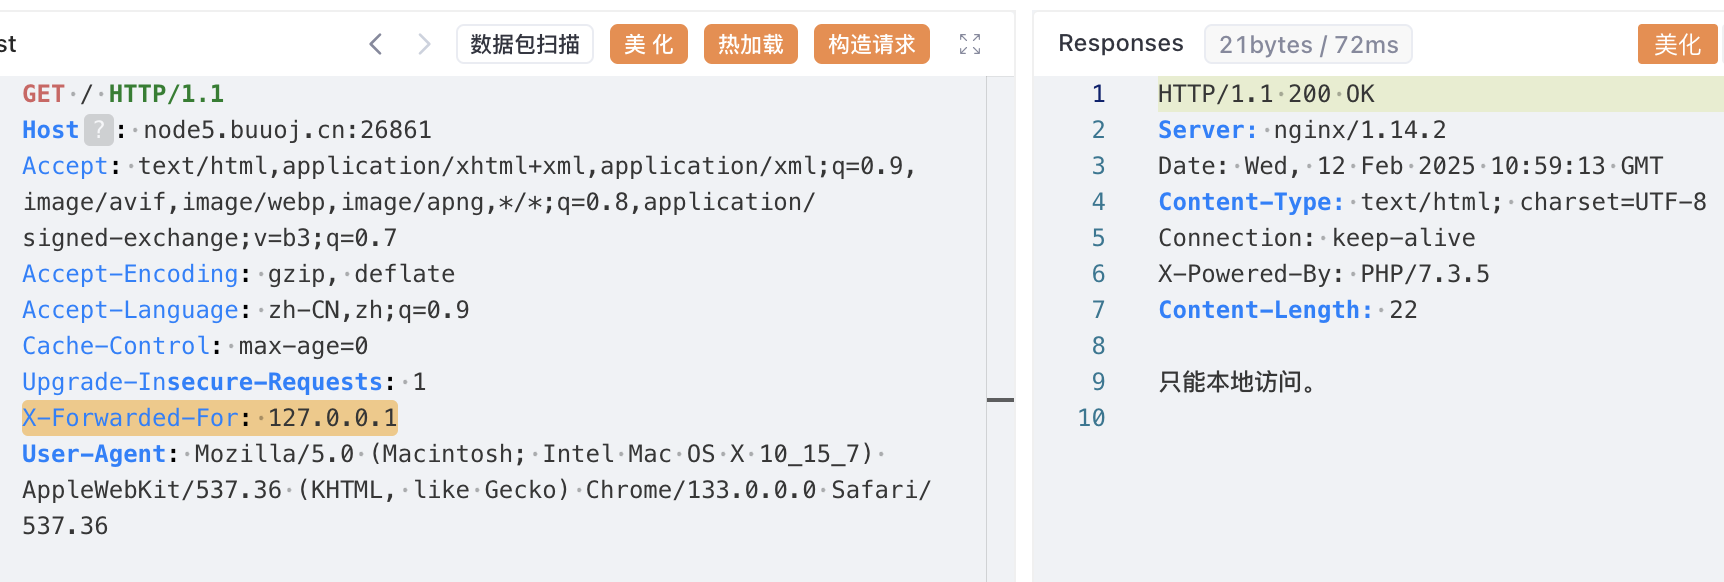 st
数据包扫描 美 化 热加载 构造请求
GET / HTTP/1.1
Host ? : node5.buuoj.cn:26861
Accept: text/html,application/xhtml+xml,application/xml;q=0.9,
image/avif,image/webp,image/apng,*/*;q=0.8,application/
signed-exchange;v=b3;q=0.7
Accept-Encoding: gzip, deflate
Accept-Language: zh-CN,zh;q=0.9
Cache-Control: max-age=0
Upgrade-Insecure-Requests: 1
X-Forwarded-For: 127.0.0.1
User-Agent: Mozilla/5.0 (Macintosh; Intel Mac OS X 10_15_7)
AppleWebKit/537.36 (KHTML, like Gecko) Chrome/133.0.0.0 Safari/
537.36
Responses 21bytes / 72ms 美化
1 HTTP/1.1 200 OK
2 Server: nginx/1.14.2
3 Date: Wed, 12 Feb 2025 10:59:13 GMT
4 Content-Type: text/html; charset=UTF-8
5 Connection: keep-alive
6 X-Powered-By: PHP/7.3.5
7 Content-Length: 22
8
9 只能本地访问。
10